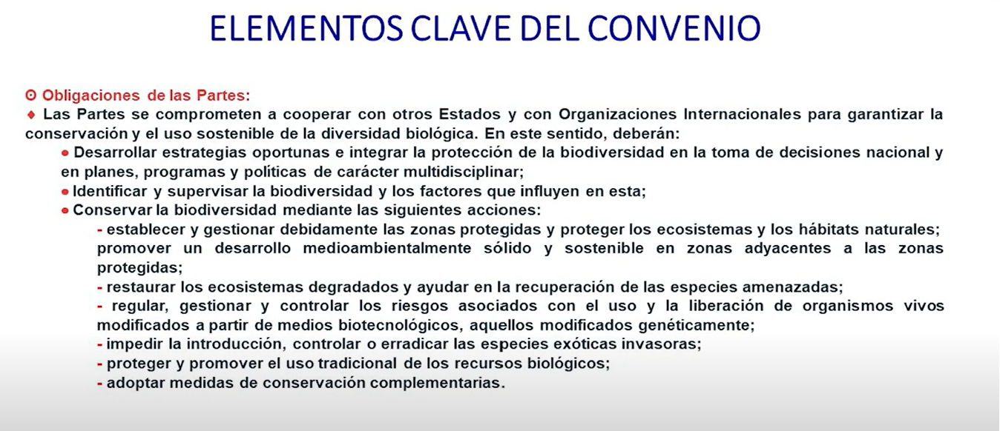 ELEMENTOS CLAVE DEL CONVENIO
⊙ Obligaciones de las Partes:
♦ Las Partes se comprometen a cooperar con otros Estados y con Organizaciones Internacionales para garantizar la
conservación y el uso sostenible de la diversidad biológica. En este sentido, deberán:
● Desarrollar estrategias oportunas e integrar la protección de la biodiversidad en la toma de decisiones nacional y
en planes, programas y políticas de carácter multidisciplinar;
● Identificar y supervisar la biodiversidad y los factores que influyen en esta;
● Conservar la biodiversidad mediante las siguientes acciones:
- establecer y gestionar debidamente las zonas protegidas y proteger los ecosistemas y los hábitats naturales;
promover un desarrollo medioambientalmente sólido y sostenible en zonas adyacentes a las zonas
protegidas;
- restaurar los ecosistemas degradados y ayudar en la recuperación de las especies amenazadas;
- regular, gestionar y controlar los riesgos asociados con el uso y la liberación de organismos vivos
modificados a partir de medios biotecnológicos, aquellos modificados genéticamente;
- impedir la introducción, controlar o erradicar las especies exóticas invasoras;
- proteger y promover el uso tradicional de los recursos biológicos;
- adoptar medidas de conservación complementarias.